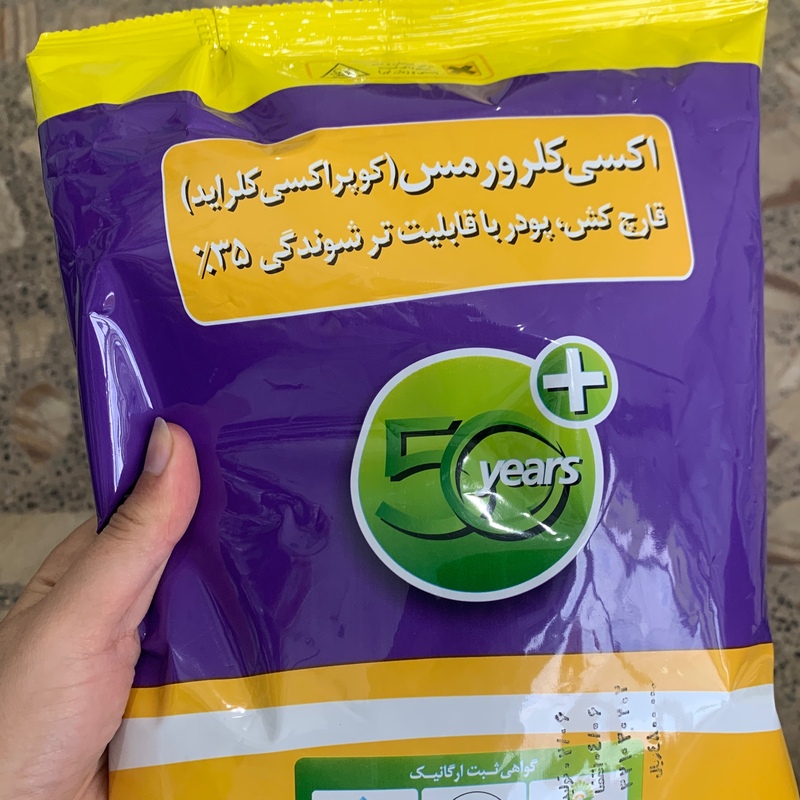 اکسی کلرور مس (کوپر اکسی کلراید)
قارچ کش، پودر با قابلیت تر شوندگی ۳۵٪
+
50
years
گواهی ثبت ارگانیک